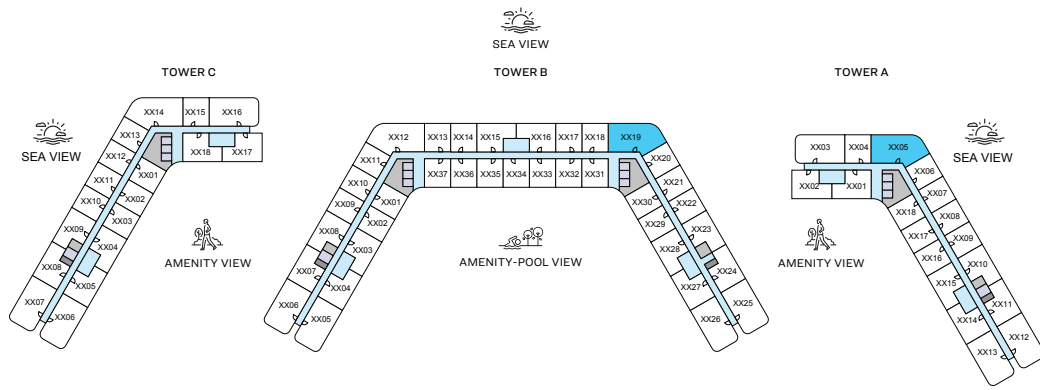 SEA VIEW
TOWER C
TOWER B
TOWER A
SEA VIEW
SEA VIEW
AMENITY VIEW
AMENITY-POOL VIEW
AMENITY VIEW
XX14
XX15
XX16
XX13
XX12
XX18
XX17
XX01
XX11
XX02
XX10
XX03
XX09
XX04
XX08
XX05
XX07
XX06
XX12
XX13
XX14
XX15
XX16
XX17
XX18
XX19
XX11
XX37
XX36
XX35
XX34
XX33
XX32
XX31
XX20
XX10
XX01
XX30
XX21
XX09
XX29
XX22
XX08
XX03
XX28
XX23
XX07
XX04
XX27
XX24
XX06
XX05
XX26
XX25
XX03
XX04
XX05
XX02
XX01
XX06
XX07
XX18
XX08
XX17
XX09
XX16
XX10
XX15
XX11
XX14
XX12
XX13